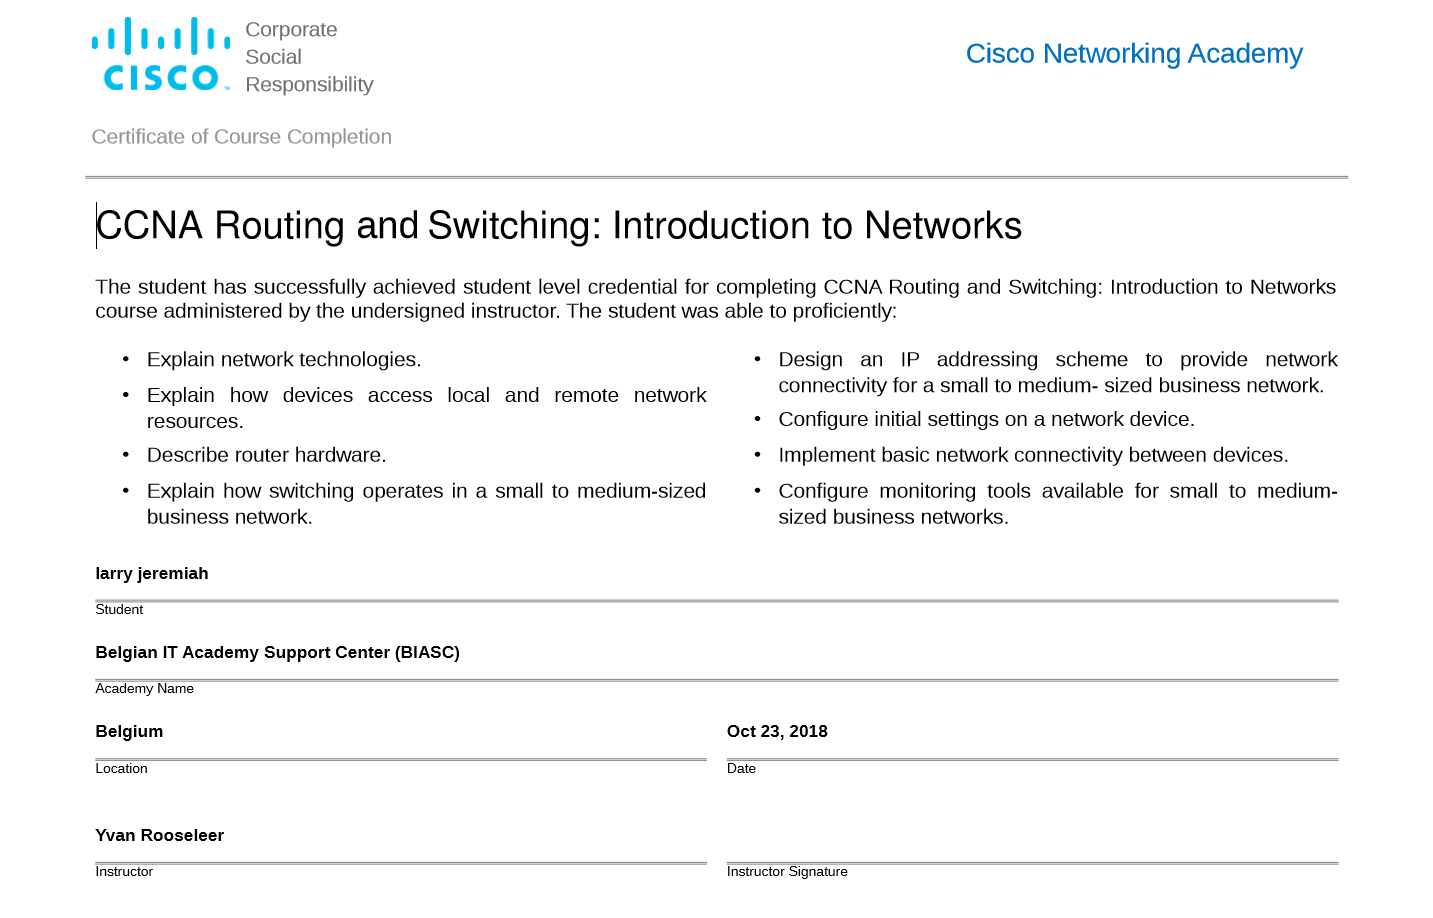 CISCO
Corporate
Social
Responsibility
Cisco Networking Academy
Certificate of Course Completion
CCNA Routing and Switching: Introduction to Networks
The student has successfully achieved student level credential for completing CCNA Routing and Switching: Introduction to Networks
course administered by the undersigned instructor. The student was able to proficiently:
• Explain network technologies.
• Explain how devices access local and remote network
resources.
• Describe router hardware.
• Explain how switching operates in a small to medium-sized
business network.
• Design an IP addressing scheme to provide network
connectivity for a small to medium- sized business network.
• Configure initial settings on a network device.
• Implement basic network connectivity between devices.
• Configure monitoring tools available for small to medium-
sized business networks.
larry jeremiah
Student
Belgian IT Academy Support Center (BIASC)
Academy Name
Belgium
Location
Oct 23, 2018
Date
Yvan Rooseleer
Instructor
Instructor Signature